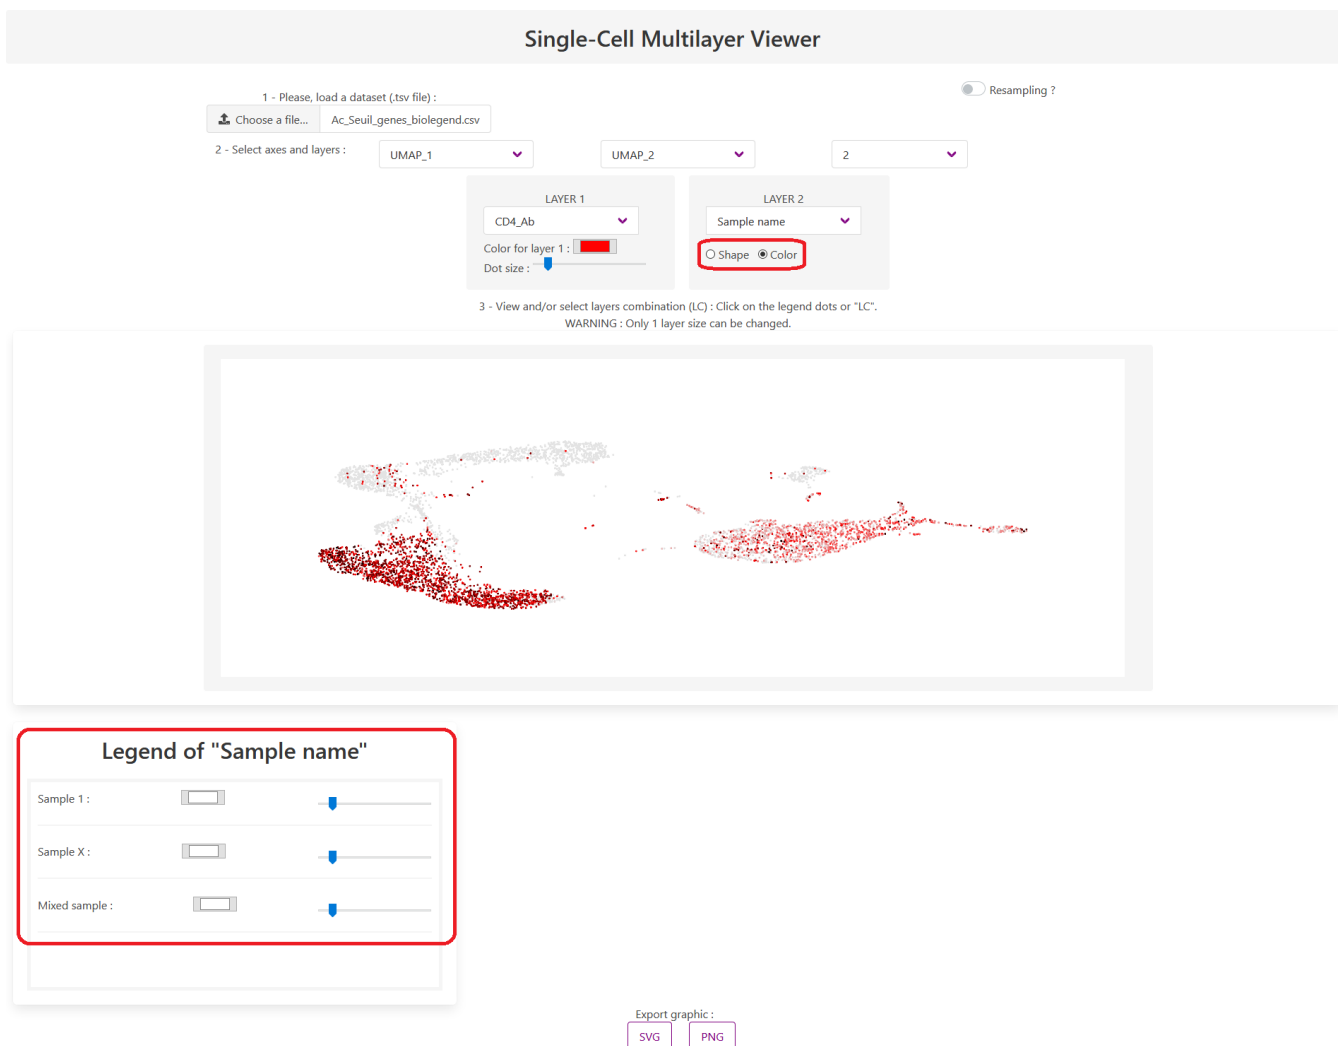 Single-Cell Multilayer Viewer
1 - Please, load a dataset (.tsv file) :
Resampling ?
Choose a file...
Ac_Seuil_genes_biolegend.csv
2 - Select axes and layers :
UMAP_1
UMAP_2
2
LAYER 1
LAYER 2
CD4_Ab
Sample name
Color for layer 1 :
Shape
Color
Dot size :
3 - View and/or select layers combination (LC) : Click on the legend dots or "LC".
WARNING : Only 1 layer size can be changed.
Legend of "Sample name"
Sample 1 :
Sample X :
Mixed sample :
Export graphic :
SVG
PNG